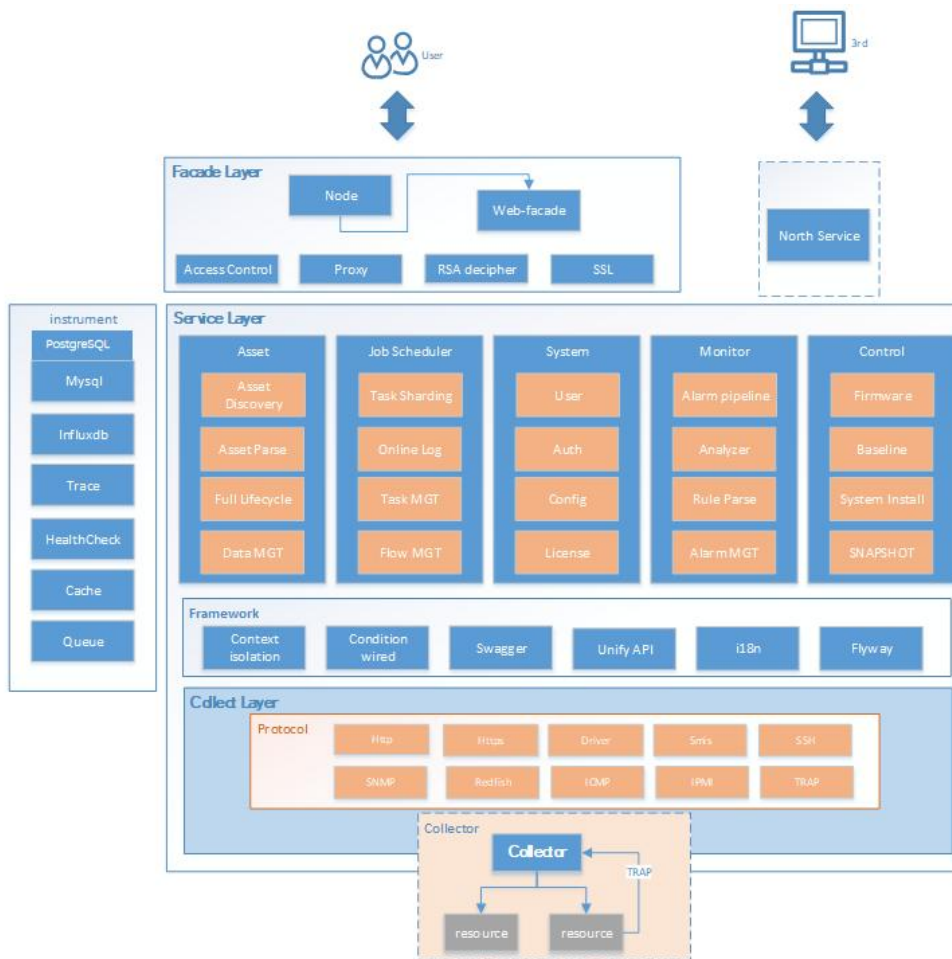 User
3rd
Facade Layer
Node
Web-facade
North Service
Access Control
Proxy
RSA decipher
SSL
instrument
PostgreSQL
Mysql
Influxdb
Trace
HealthCheck
Cache
Queue
Service Layer
Asset
Asset
Discovery
Asset Parse
Full Lifecycle
Data MGT
Job Scheduler
Task Sharding
Online Log
Task MGT
Flow MGT
System
User
Auth
Config
License
Monitor
Alarm pipeline
Analyzer
Rule Parse
Alarm MGT
Control
Firmware
Baseline
System Install
SNAPSHOT
Framework
Context
isolation
Condition
wired
Swagger
Unify API
i18n
Flyway
Collect Layer
Protocol
Http
Https
Driver
Smis
SSH
SNMP
Redfish
ICMP
IPMI
TRAP
Collector
Collector
TRAP
resource
resource